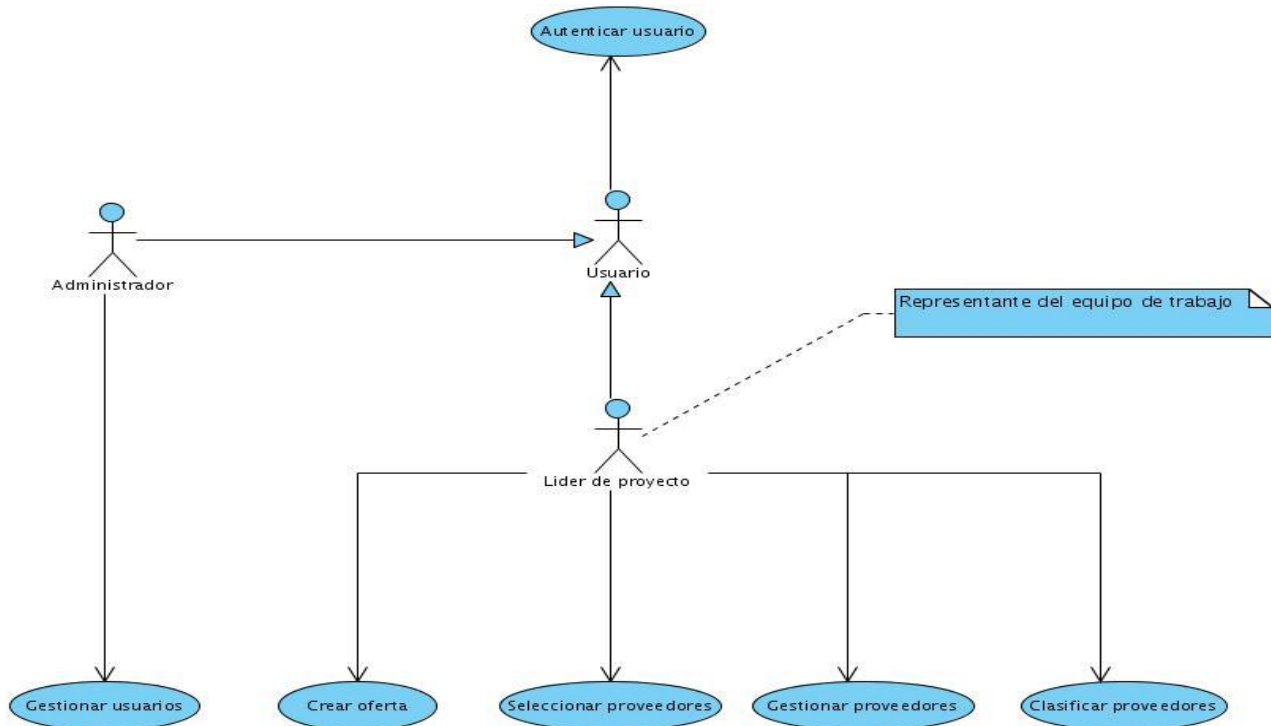 Autenticar usuario
Administrador
Usuario
Representante del equipo de trabajo
Lider de proyecto
Gestionar usuarios
Crear oferta
Seleccionar proveedores
Gestionar proveedores
Clasificar proveedores